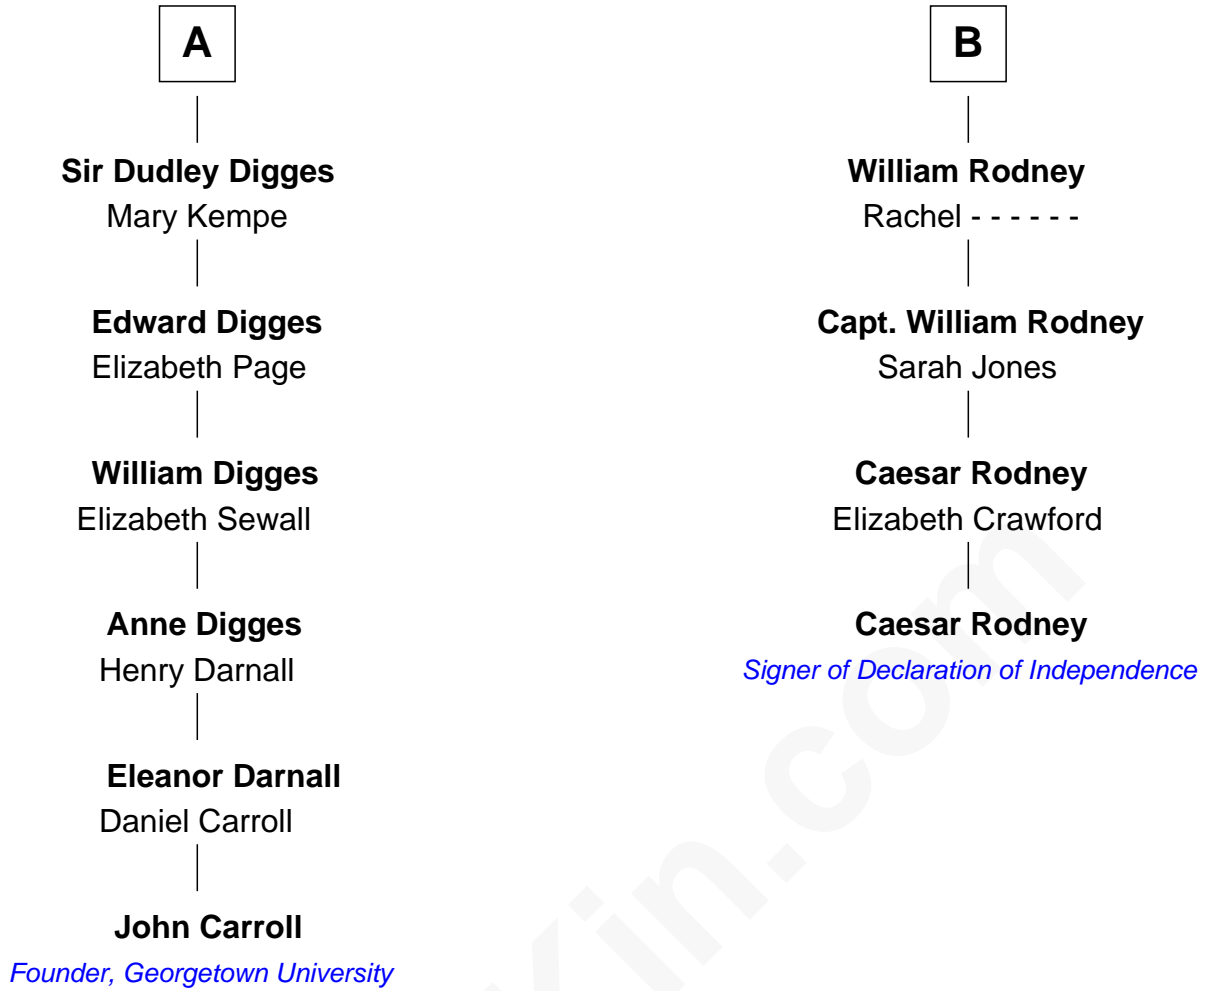 A
Sir Dudley Digges
Mary Kempe
Edward Digges
Elizabeth Page
William Digges
Elizabeth Sewall
Anne Digges
Henry Darnall
Eleanor Darnall
Daniel Carroll
John Carroll
Founder, Georgetown University
B
William Rodney
Rachel - - - - - -
Capt. William Rodney
Sarah Jones
Caesar Rodney
Elizabeth Crawford
Caesar Rodney
Signer of Declaration of Independence
Kin.com